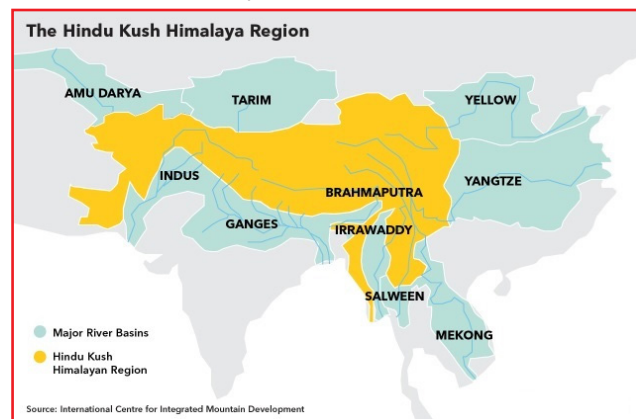 The Hindu Kush Himalaya Region
AMU DARYA
TARIM
YELLOW
INDUS
BRAHMAPUTRA
YANGTZE
GANGES
IRRAWADDY
SALWEEN
MEKONG
Major River Basins
Hindu Kush
Himalayan Region
Source: International Centre for Integrated Mountain Development